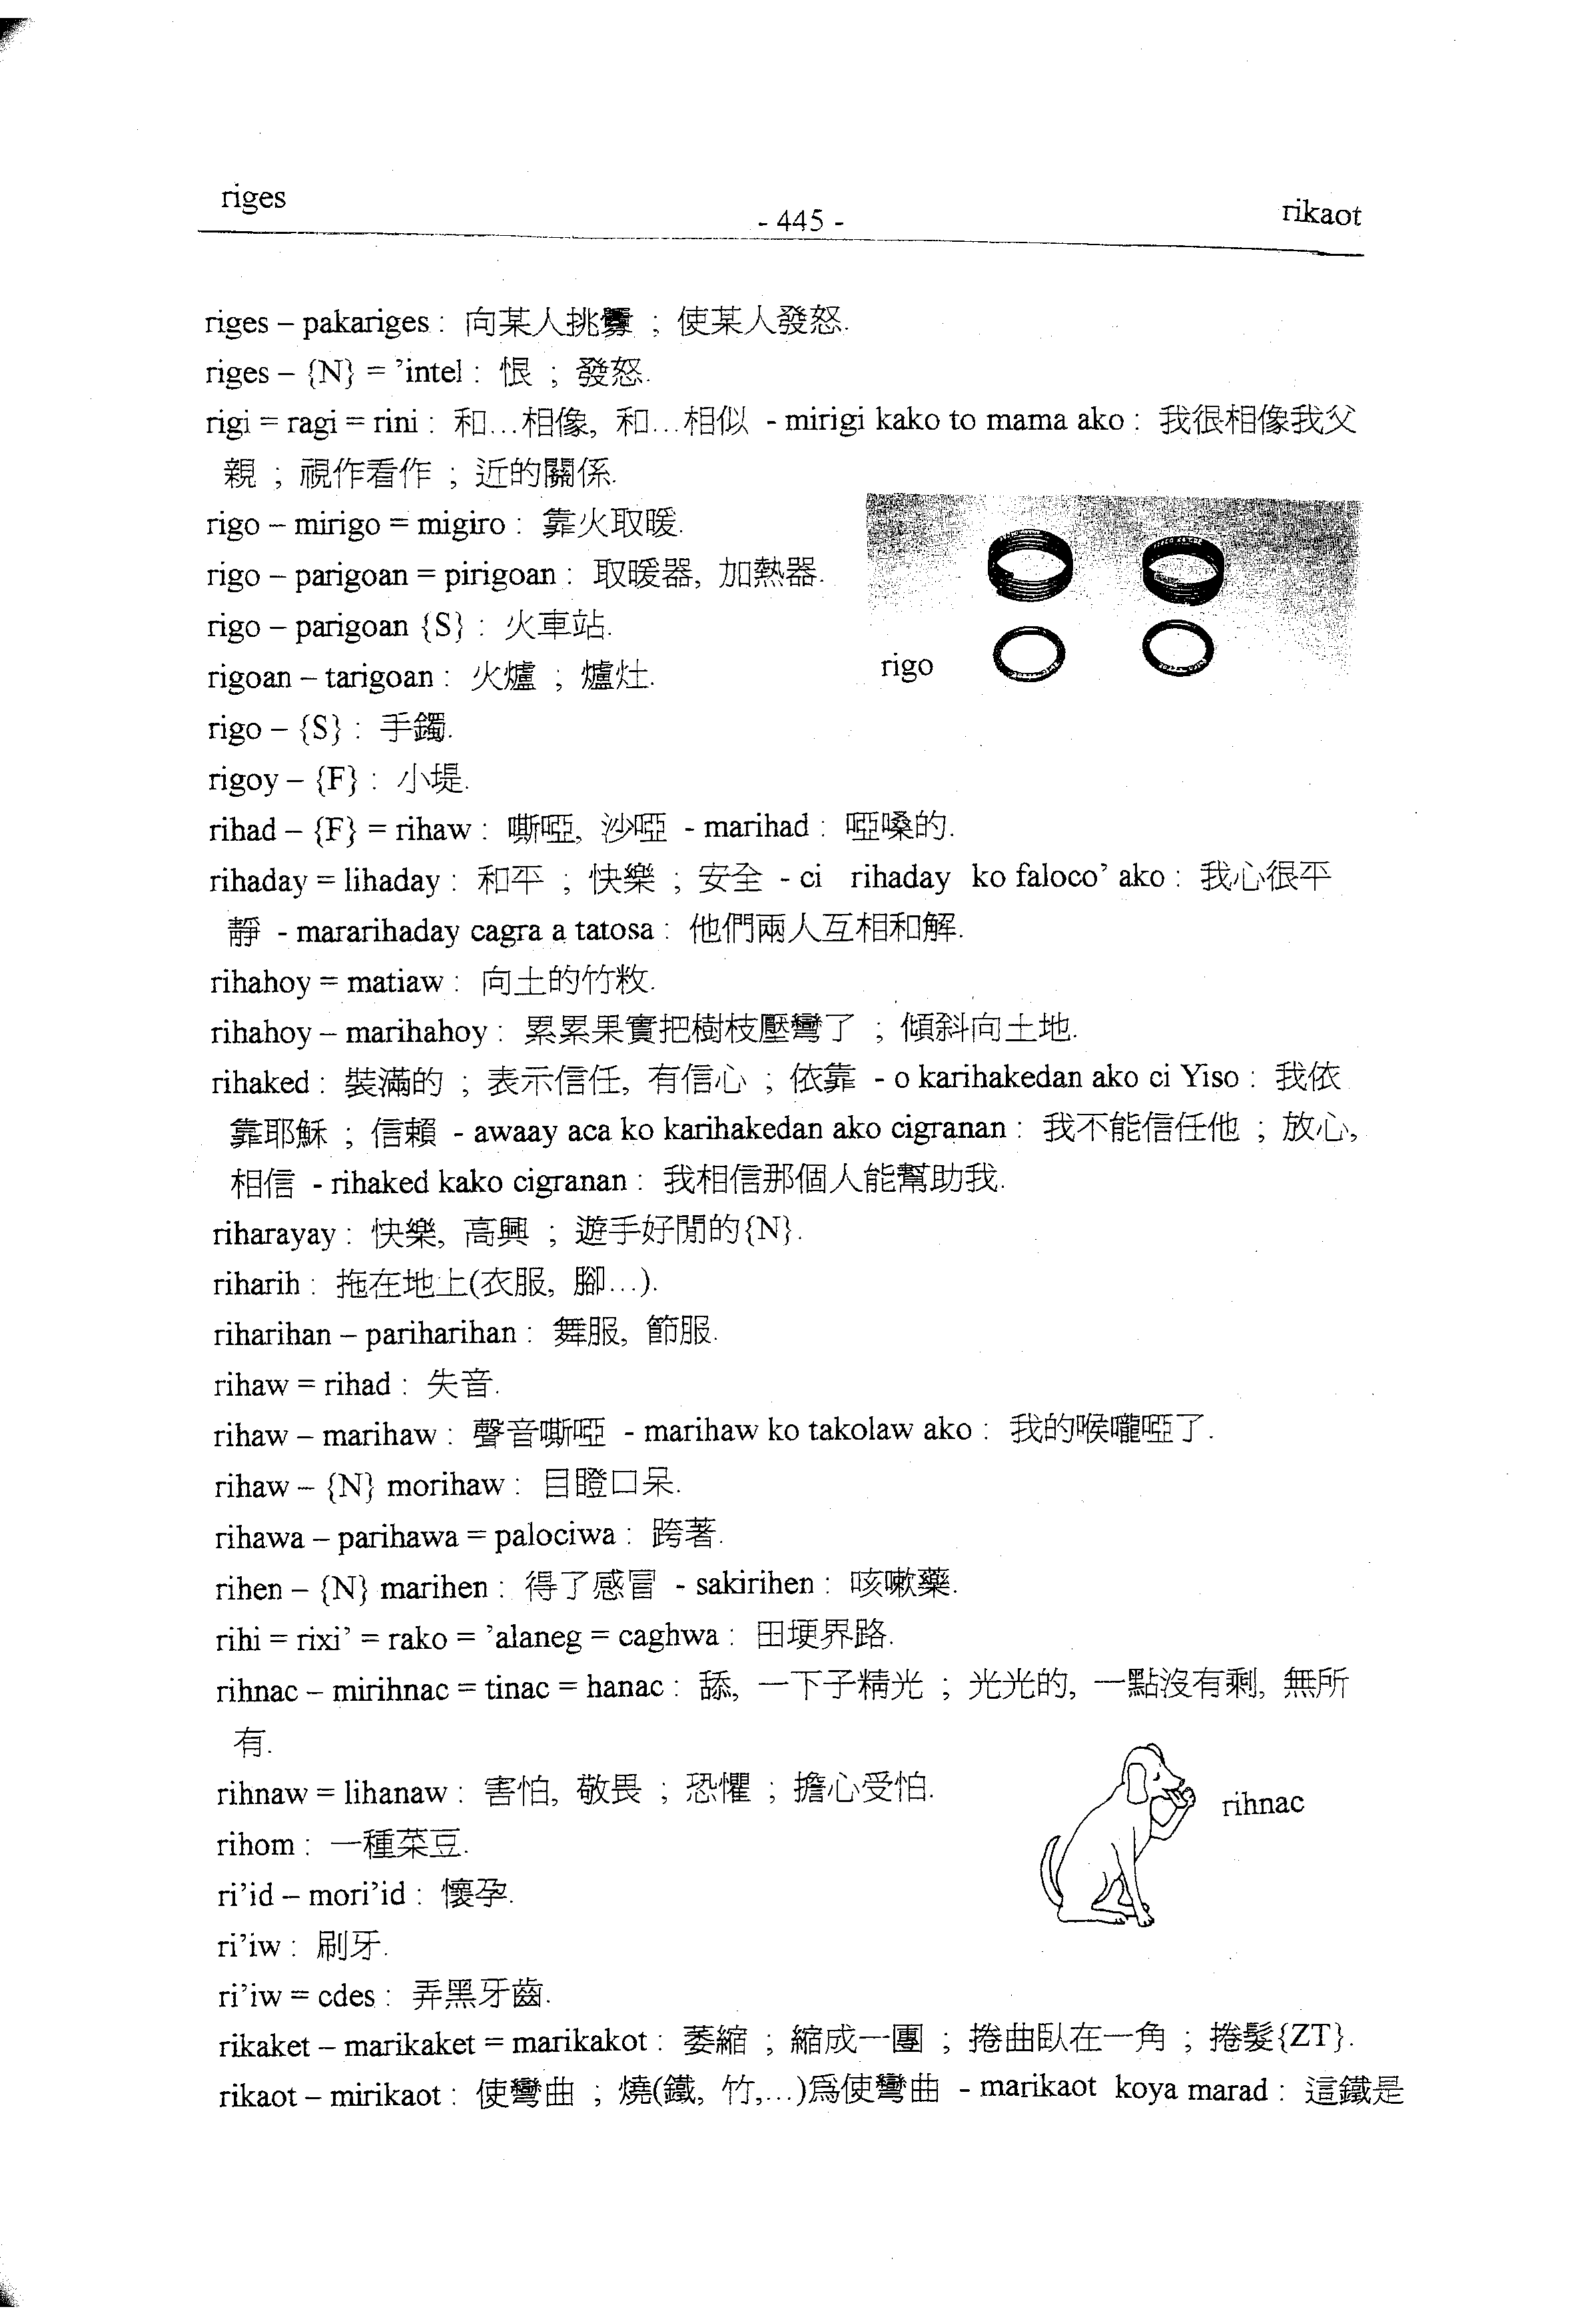 riges
- 445 -
rikaot
riges – pakariges : 向某人挑釁 ; 使某人發怒.
riges – {N} = ’intel : 恨 ; 發怒.
rigi = ragi = rini : 和…相像, 和…相似 - mirigi kako to mama ako : 我很相像我父
親 ; 視作看作 ; 近的關係.
rigo – mirigo = migiro : 靠火取暖.
rigo – parigoan = pirigoan : 取暖器, 加熱器.
rigo – parigoan {S} : 火車站.
rigoan – tarigoan : 火爐 ; 爐灶.
rigo
rigo – {S} : 手鐲.
rigoy – {F} : 小堤.
rihad – {F} = rihaw : 嘶啞, 沙啞 - marihad : 啞嗓的.
rihaday = lihaday : 和平 ; 快樂 ; 安全 - ci rihaday ko faloco’ ako : 我心很平
靜 - mararihaday cagra a tatosa : 他們兩人互相和解.
rihahoy = matiaw : 向土的竹敉.
rihahoy – marihahoy : 累累果實把樹枝壓彎了 ; 傾斜向土地.
rihaked : 裝滿的 ; 表示信任, 有信心 ; 依靠 - o karihakedan ako ci Yiso : 我依
靠耶穌 ; 信賴 - awaay aca ko karihakedan ako cigranan : 我不能信任他 ; 放心,
相信 - rihaked kako cigranan : 我相信那個人能幫助我.
riharayay : 快樂, 高興 ; 遊手好閒的{N}.
riharih : 拖在地上(衣服, 腳…).
riharihan – pariharihan : 舞服, 節服.
rihaw = rihad : 失音.
rihaw – marihaw : 聲音嘶啞 - marihaw ko takolaw ako : 我的喉嚨啞了.
rihaw – {N} morihaw : 目瞪口呆.
rihawa – parihawa = palociwa : 跨著.
rihen – {N} marihen : 得了感冒 - sakirihen : 咳嗽藥.
rihi = rixi’ = rako = ’alaneg = caghwa : 田埂界路.
rihnac – mirihnac = tinac = hanac : 舔, 一下子精光 ; 光光的, 一點沒有剩, 無所
有.
rihnaw = lihanaw : 害怕, 敬畏 ; 恐懼 ; 擔心受怕.
rihnac
rihom : 一種菜豆.
ri’id – mori’id : 懷孕.
ri’iw : 刷牙.
ri’iw = cdes : 弄黑牙齒.
rikaket – marikaket = marikakot : 萎縮 ; 縮成一團 ; 捲曲臥在一角 ; 捲髮{ZT}.
rikaot – mirikaot : 使彎曲 ; 燒(鐵, 竹,…)爲使彎曲 - marikaot koya marad : 這鐵是